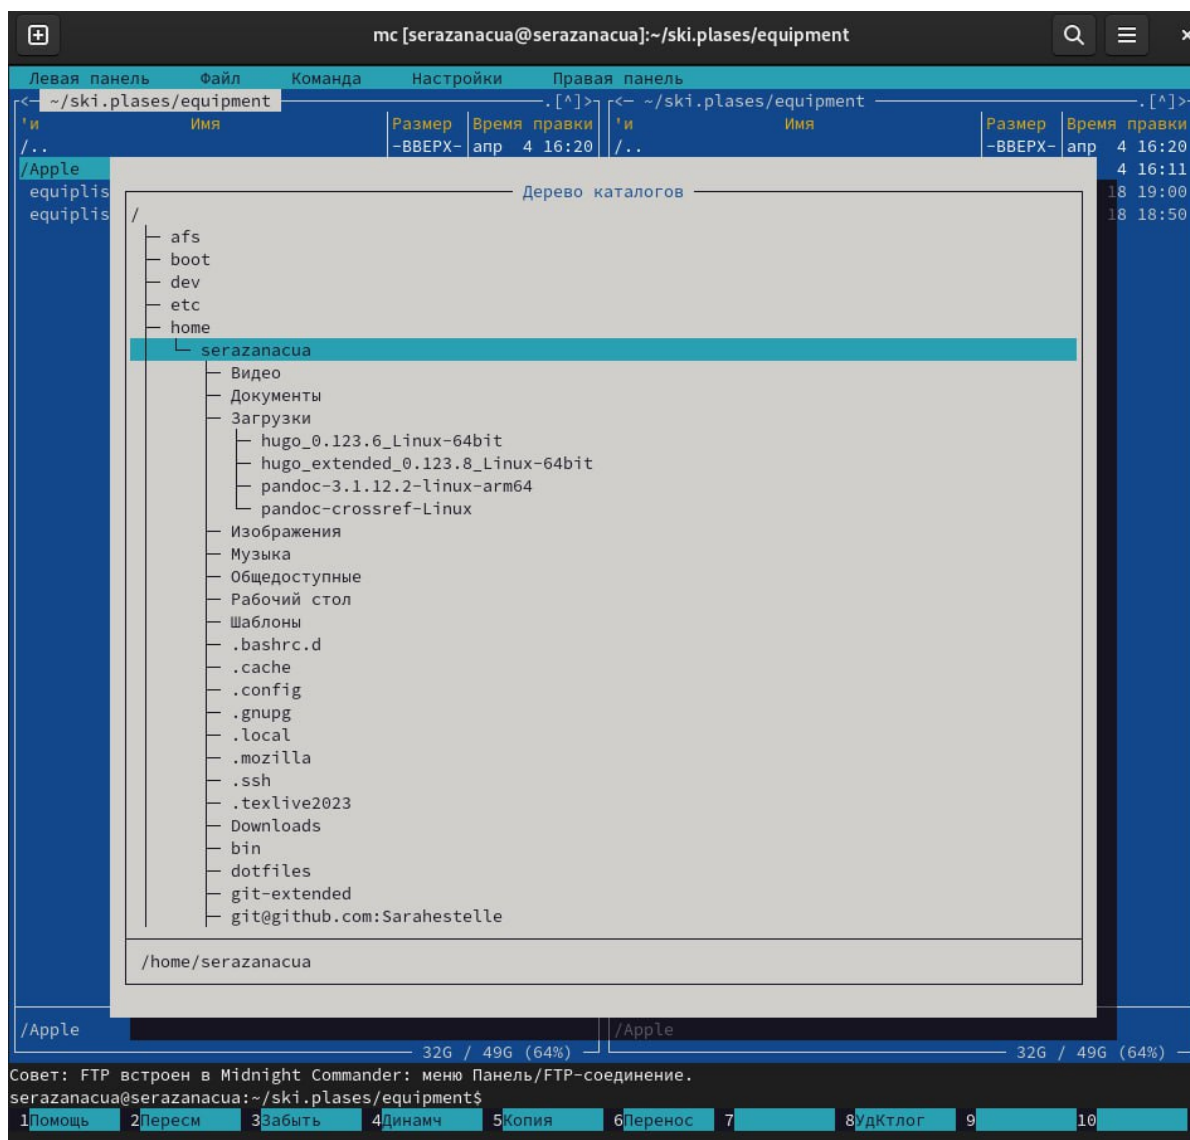 mc [serazanacua@serazanacua]:~/ski.plases/equipment
Левая панель Файл Команда Настройки Правая панель
<— ~/ski.plases/equipment .[^]> <— ~/ski.plases/equipment .[^]>
'и Имя Размер Время правки 'и Имя Размер Время правки
/.. -ВВЕРХ- апр 4 16:20 /.. -ВВЕРХ- апр 4 16:20
/Apple 4 16:11
equiplis Дерево каталогов 18 19:00
equiplis / 18 18:50
afs
boot
dev
etc
home
serazanacua
Видео
Документы
Загрузки
hugo_0.123.6_Linux-64bit
hugo_extended_0.123.8_Linux-64bit
pandoc-3.1.12.2-linux-arm64
pandoc-crossref-Linux
Изображения
Музыка
Общедоступные
Рабочий стол
Шаблоны
.bashrc.d
.cache
.config
.gnupg
.local
.mozilla
.ssh
.texlive2023
Downloads
bin
dotfiles
git-extended
git@github.com:Sarahestelle
/home/serazanacua
/Apple /Apple
32G / 49G (64%) 32G / 49G (64%)
Совет: FTP встроен в Midnight Commander: меню Панель/FTP-соединение.
serazanacua@serazanacua:~/ski.plases/equipment$
1Помощь 2Пересм 3Забыть 4Динамч 5Копия 6Перенос 7 8УдКтлог 9 10